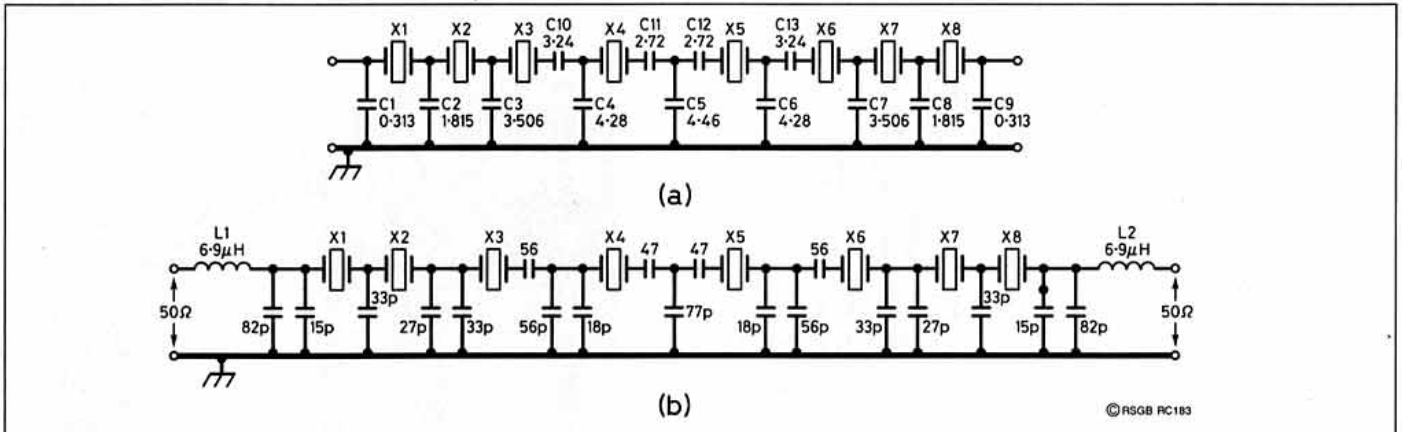 X1 X2 X3 C10 3·24 X4 C11 2·72 C12 2·72 X5 C13 3·24 X6 X7 X8
C1 0·313 C2 1·815 C3 3·506 C4 4·28 C5 4·46 C6 4·28 C7 3·506 C8 1·815 C9 0·313
(a)
L1 6·9µH X1 X2 X3 56 X4 47 47 X5 56 X6 X7 X8 L2 6·9µH
50Ω 82p 15p 33p 27p 33p 56p 18p 77p 18p 56p 33p 27p 33p 15p 82p 50Ω
(b)
©RSGB RC183